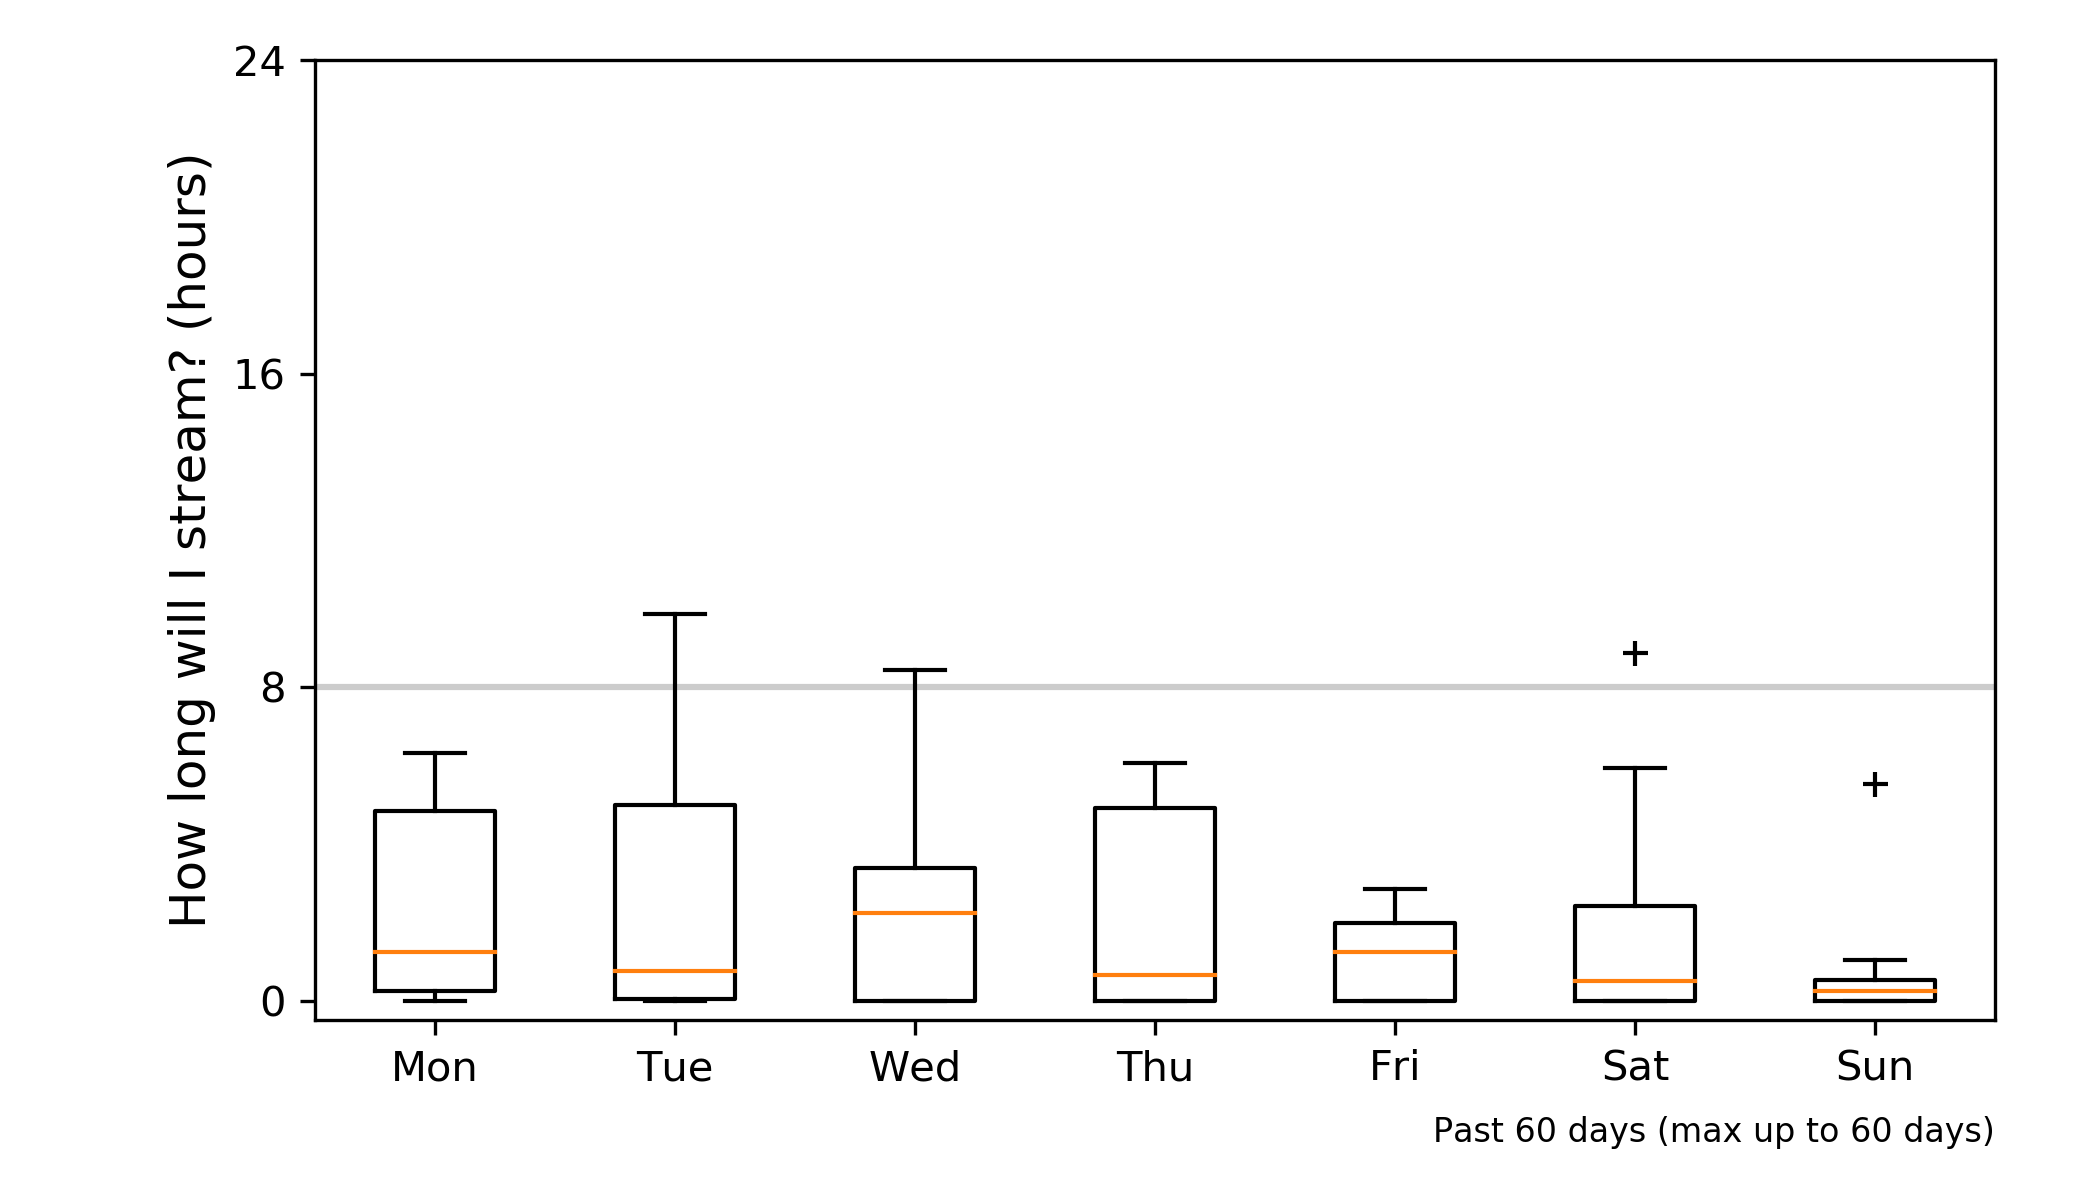 How long will I stream? (hours)
24
16
8
0
Mon Tue Wed Thu Fri Sat Sun
Past 60 days (max up to 60 days)